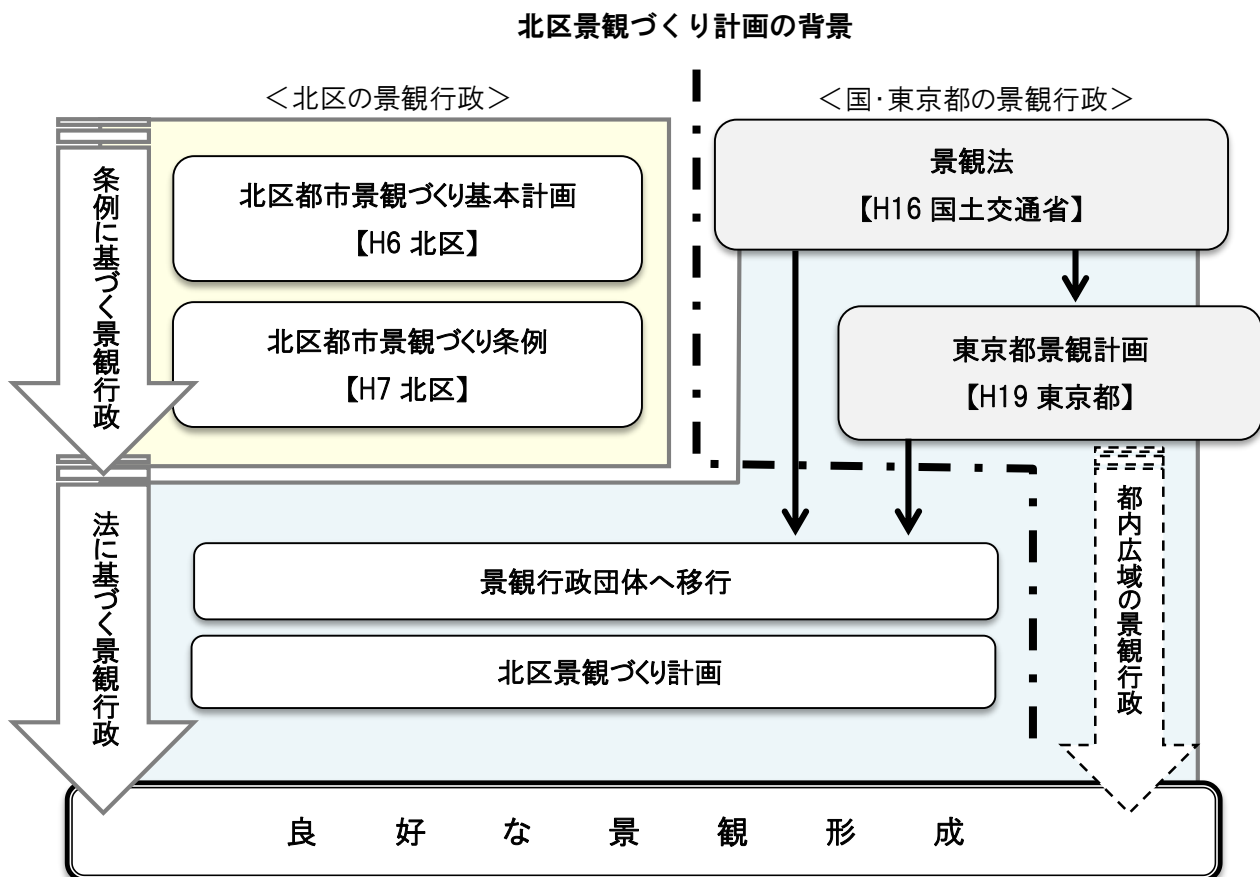 北区景観づくり計画の背景
＜北区の景観行政＞
＜国・東京都の景観行政＞
条例に基づく景観行政
北区都市景観づくり基本計画
【H6 北区】
北区都市景観づくり条例
【H7 北区】
景観法
【H16 国土交通省】
東京都景観計画
【H19 東京都】
法に基づく景観行政
景観行政団体へ移行
北区景観づくり計画
都内広域の景観行政
良好な景観形成